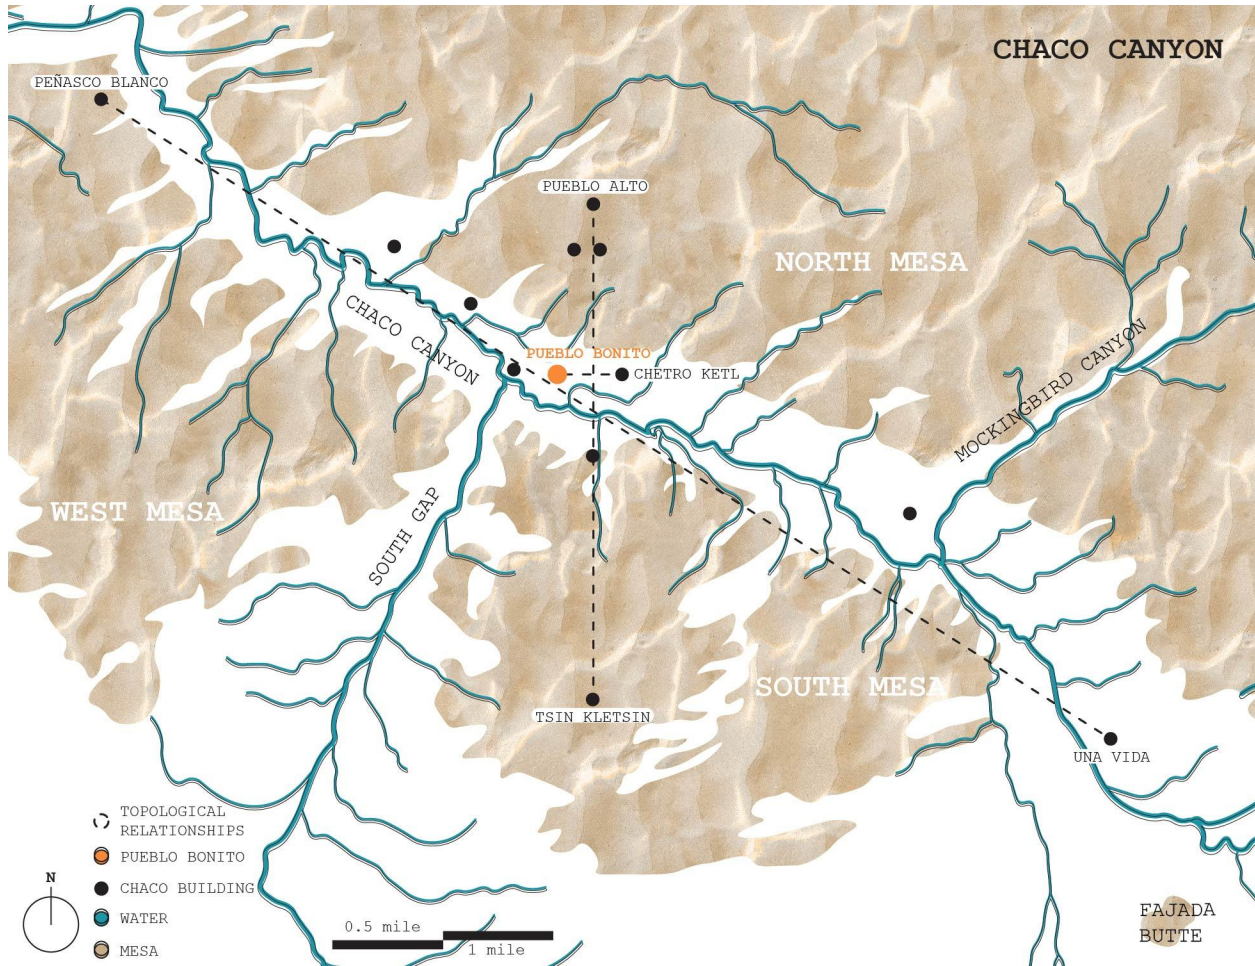 CHACO CANYON
PEÑASCO BLANCO
PUEBLO ALTO
NORTH MESA
CHACO CANYON
PUEBLO BONITO
CHETRO KETL
MOCKINGBIRD CANYON
WEST MESA
SOUTH GAP
SOUTH MESA
TSIN KLETSIN
UNA VIDA
TOPOLOGICAL
RELATIONSHIPS
PUEBLO BONITO
CHACO BUILDING
WATER
MESA
N
0.5 mile
1 mile
FAJADA
BUTTE